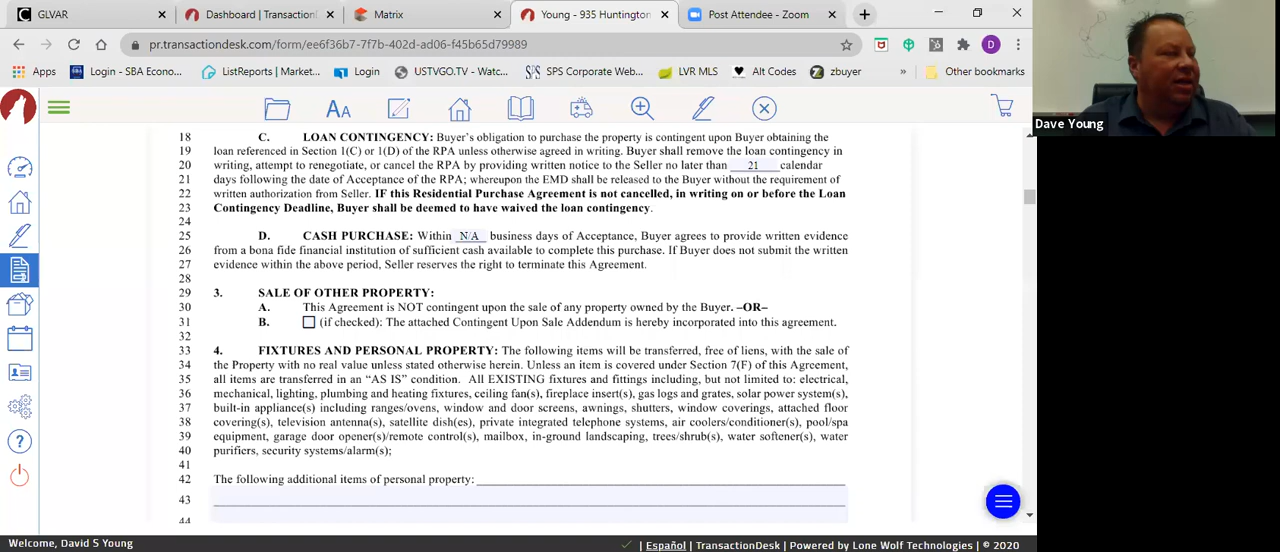 GLVAR
Dashboard | Transaction
Matrix
Young - 935 Huntington
Post Attendee - Zoom
pr.transactiondesk.com/form/ee6f36b7-7f7b-402d-ad06-f45b65d79989
D
Apps
Login - SBA Econo...
ListReports | Market...
Login
USTVGO.TV - Watc...
SPS Corporate Web...
LVR MLS
Alt Codes
zbuyer
»
Other bookmarks
Dave Young
18 C. LOAN CONTINGENCY: Buyer's obligation to purchase the property is contingent upon Buyer obtaining the
19 loan referenced in Section 1(C) or 1(D) of the RPA unless otherwise agreed in writing. Buyer shall remove the loan contingency in
20 writing, attempt to renegotiate, or cancel the RPA by providing written notice to the Seller no later than 21 calendar
21 days following the date of Acceptance of the RPA; whereupon the EMD shall be released to the Buyer without the requirement of
22 written authorization from Seller. IF this Residential Purchase Agreement is not cancelled, in writing on or before the Loan
23 Contingency Deadline, Buyer shall be deemed to have waived the loan contingency.
24
25 D. CASH PURCHASE: Within N/A business days of Acceptance, Buyer agrees to provide written evidence
26 from a bona fide financial institution of sufficient cash available to complete this purchase. If Buyer does not submit the written
27 evidence within the above period, Seller reserves the right to terminate this Agreement.
28
29 3. SALE OF OTHER PROPERTY:
30 A. This Agreement is NOT contingent upon the sale of any property owned by the Buyer. –OR–
31 B. (if checked): The attached Contingent Upon Sale Addendum is hereby incorporated into this agreement.
32
33 4. FIXTURES AND PERSONAL PROPERTY: The following items will be transferred, free of liens, with the sale of
34 the Property with no real value unless stated otherwise herein. Unless an item is covered under Section 7(F) of this Agreement,
35 all items are transferred in an "AS IS" condition. All EXISTING fixtures and fittings including, but not limited to: electrical,
36 mechanical, lighting, plumbing and heating fixtures, ceiling fan(s), fireplace insert(s), gas logs and grates, solar power system(s),
37 built-in appliance(s) including ranges/ovens, window and door screens, awnings, shutters, window coverings, attached floor
38 covering(s), television antenna(s), satellite dish(es), private integrated telephone systems, air coolers/conditioner(s), pool/spa
39 equipment, garage door opener(s)/remote control(s), mailbox, in-ground landscaping, trees/shrub(s), water softener(s), water
40 purifiers, security systems/alarm(s);
41
42 The following additional items of personal property:
43
44
Welcome, David S Young
Español | TransactionDesk | Powered by Lone Wolf Technologies | © 2020